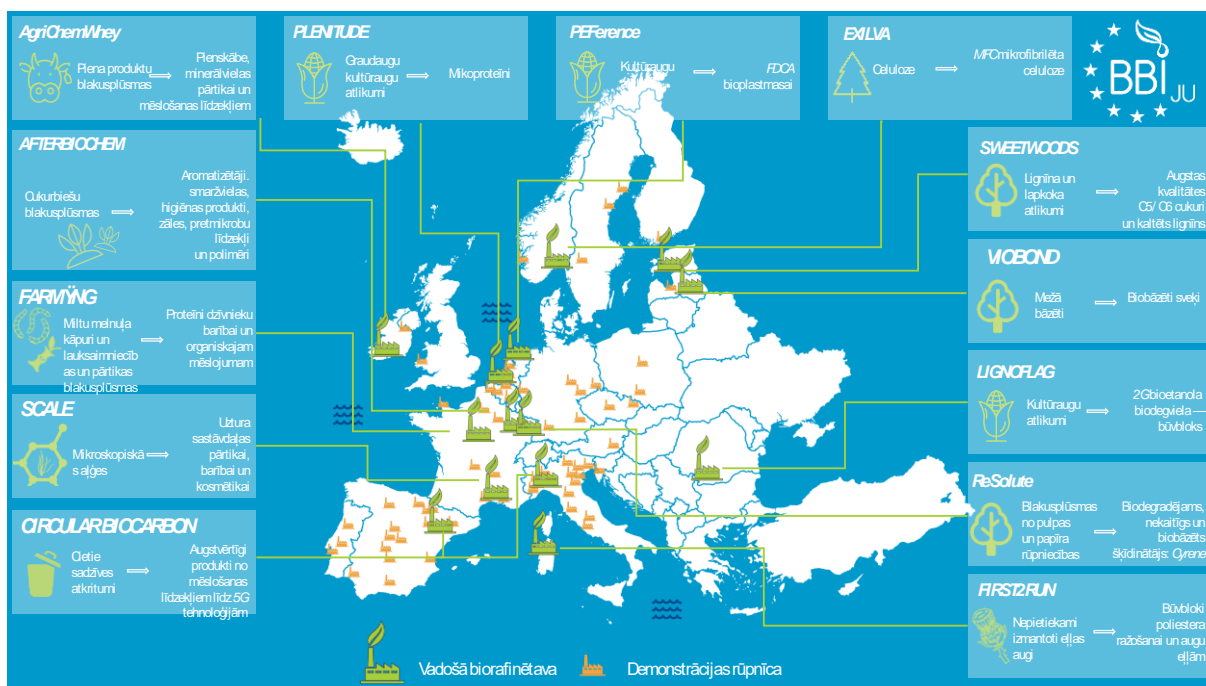 AgriChemWhey
Piena produktu
blakusplūsmas
⟹
Pienskābe,
minerālvielas
pārtikai un
mēslošanas līdzekļiem
PLENITUDE
Graudaugu
kultūraugu
atlikumi
⟹
Mikoproteīni
PEFerence
Kultūraugu
⟹
FDCA
bioplastmasai
EXILVA
Celuloze
⟹
MFC mikrofibrilēta
celuloze
BBI JU
AFTERBIOCHEM
Cukurbiešu
blakusplūsmas
⟹
Aromatizētāji.
smaržvielas,
higiēnas produkti,
zāles, pretmikrobu
līdzekļi
un polimēri
FARMŸNG
Miltu melnuļa
kāpuri un
lauksaimniecīb
as un pārtikas
blakusplūsmas
⟹
Proteīni dzīvnieku
barībai un
organiskajam
mēslojumam
SCALE
Mikroskopiskā
s aļģes
⟹
Uztura
sastāvdaļas
pārtikai,
barībai un
kosmētikai
CIRCULAR BIOCARBON
Cietie
sadzīves
atkritumi
⟹
Augstvērtīgi
produkti no
mēslošanas
līdzekļiem līdz 5G
tehnoloģijām
SWEETWOODS
Lignīna un
lapkoka
atlikumi
⟹
Augstas
kvalitātes
C5/ C6 cukuri
un kaltēts lignīns
VIOBOND
Mežā
bāzēti
⟹
Biobāzēti sveķi
LIGNOFLAG
Kultūraugu
atlikumi
⟹
2G bioetanola
biodegviela —
būvbloks
ReSolute
Blakusplūsmas
no pulpas
un papīra
rūpniecības
⟹
Biodegradējams,
nekaitīgs un
biobāzēts
šķīdinātājs: Cyrene
FIRST2RUN
Nepietiekami
izmantoti eļļas
augi
⟹
Būvbloki
poliestera
ražošanai un augu
eļļām
Vadošā biorafinētava
Demonstrācijas rūpnīca